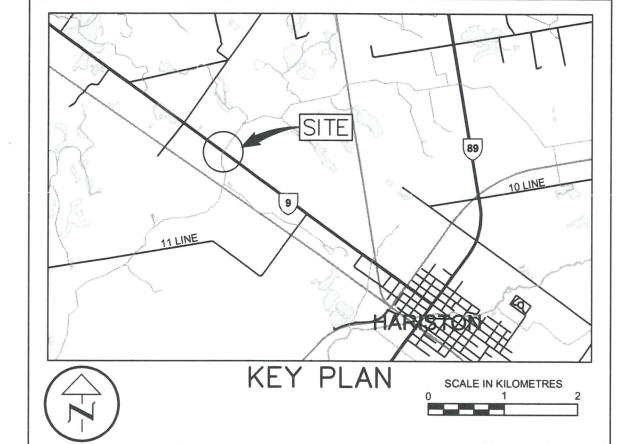 SITE
89
10 LINE
9
11 LINE
HARISTON
KEY PLAN
SCALE IN KILOMETRES
0 1 2
N